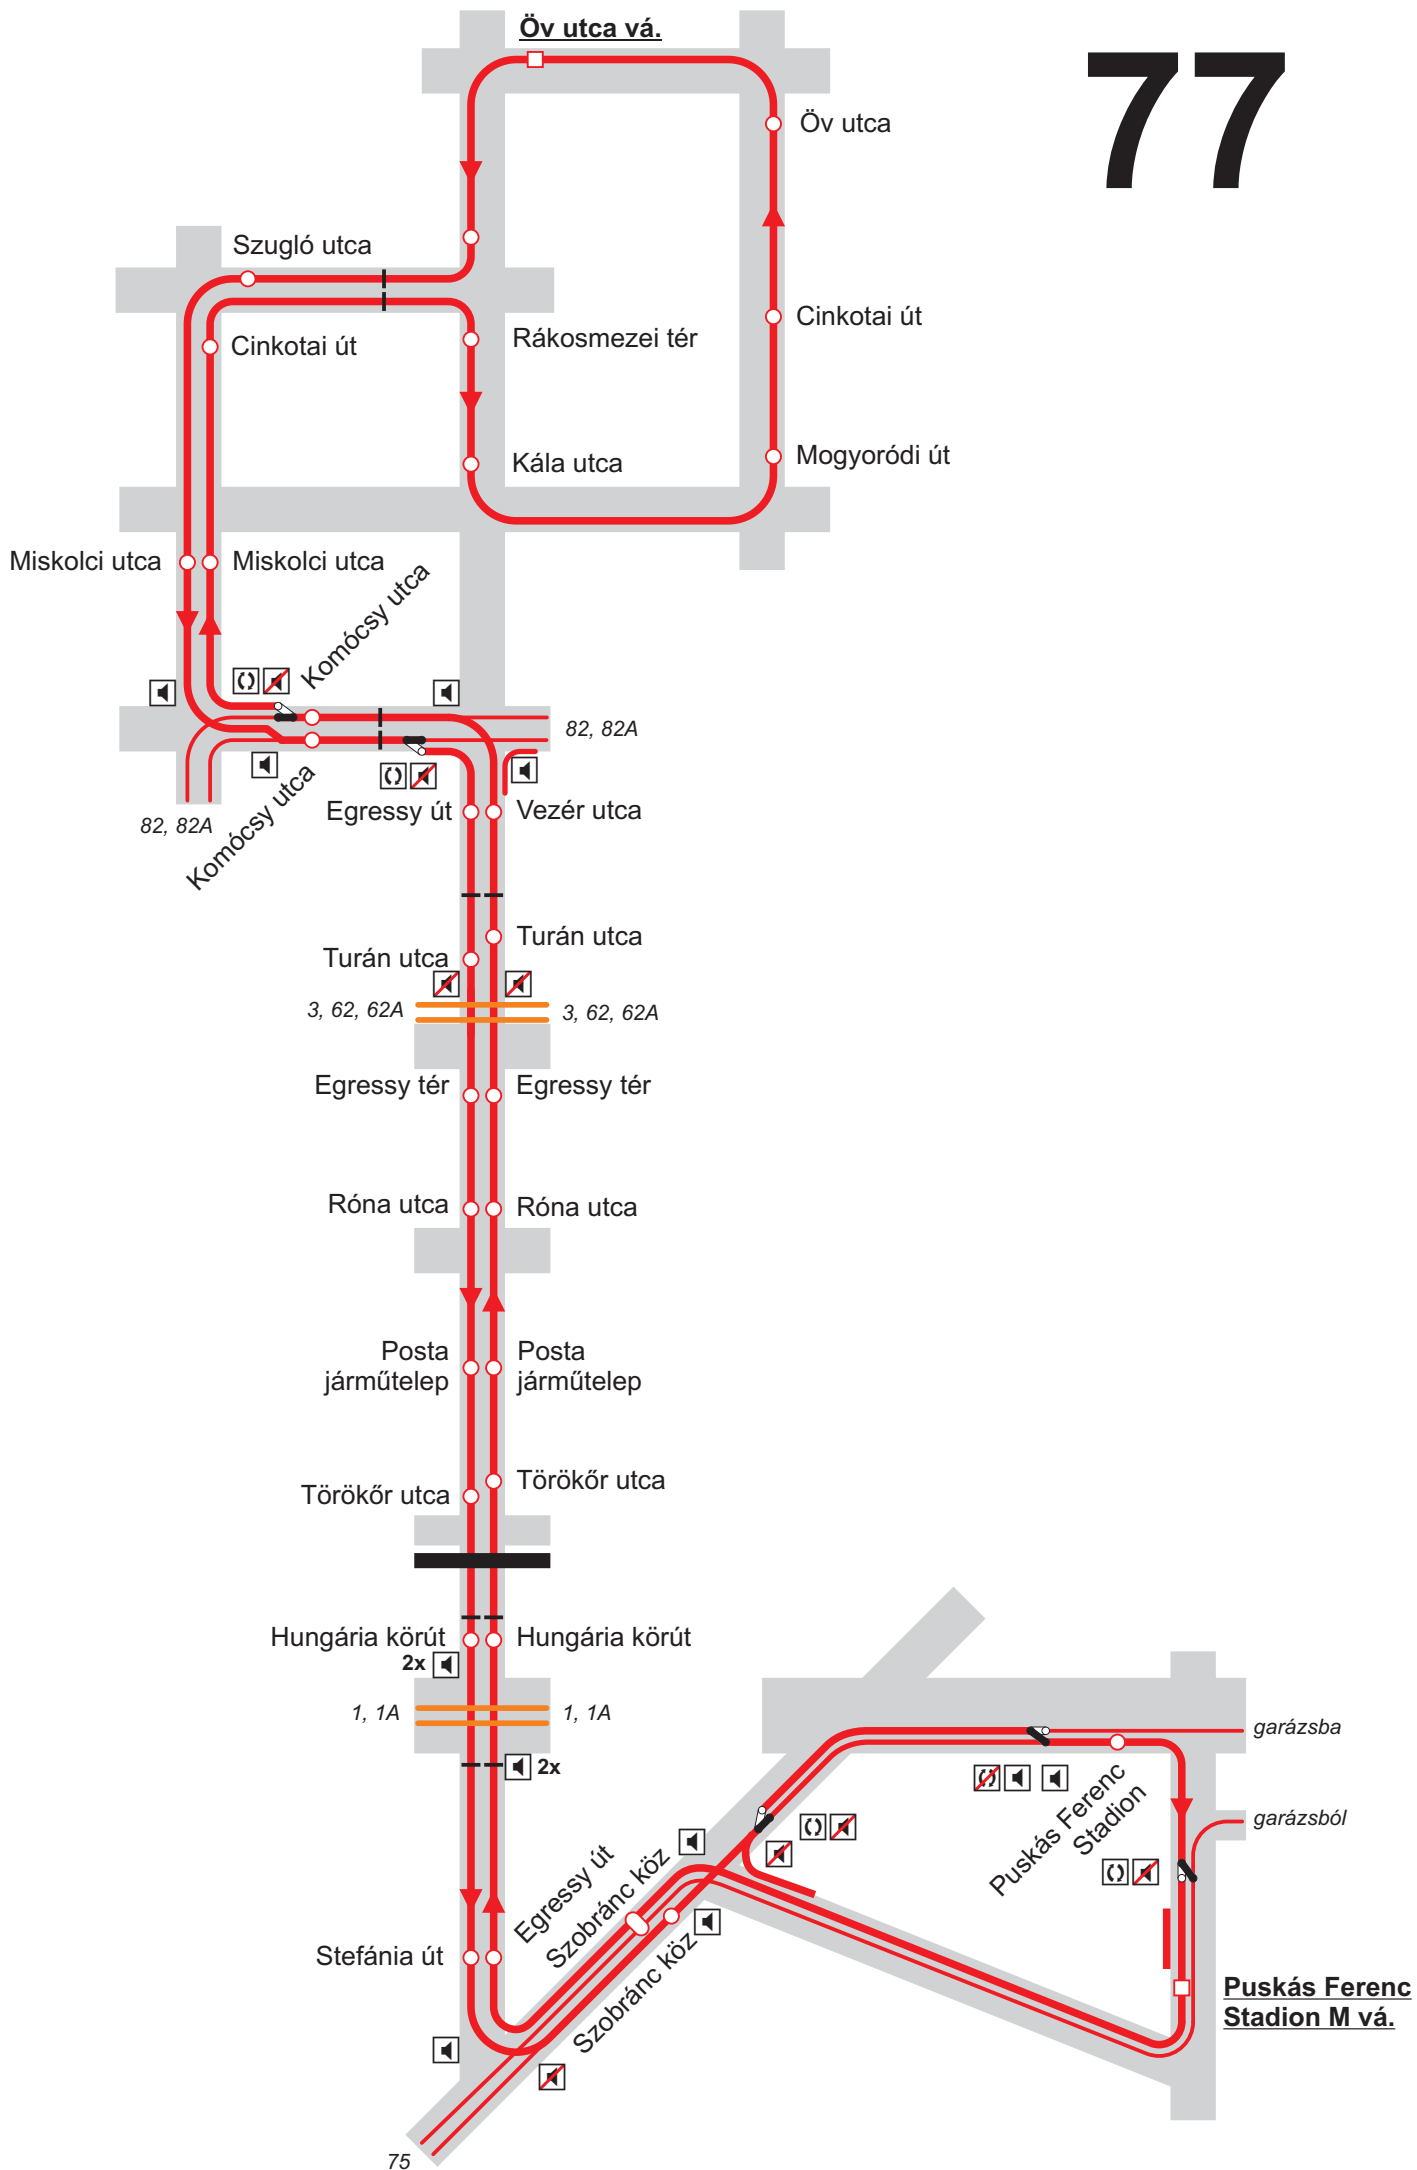 Öv utca vá.
77
Öv utca
Szugló utca
Cinkotai út
Cinkotai út
Rákosmezei tér
Mogyoródi út
Kála utca
Miskolci utca
Miskolci utca
Komócsy utca
82, 82A
Komócsy utca
82, 82A
Egressy út
Vezér utca
Turán utca
Turán utca
3, 62, 62A
3, 62, 62A
Egressy tér
Egressy tér
Róna utca
Róna utca
Posta
járműtelep
Posta
járműtelep
Törökőr utca
Törökőr utca
Hungária körút
Hungária körút
2x
1, 1A
1, 1A
2x
garázsba
garázsból
Puskás Ferenc
Stadion
Egressy út
Szobránc köz
Szobránc köz
Stefánia út
Puskás Ferenc
Stadion M vá.
75